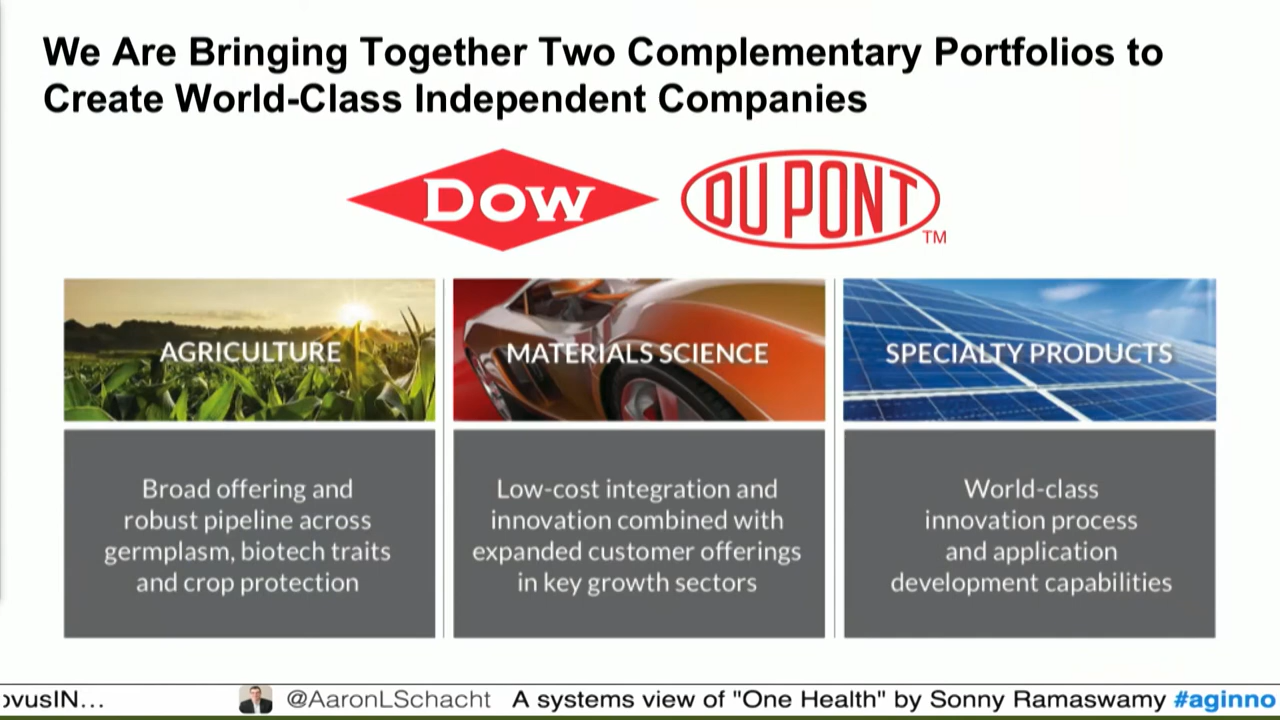 We Are Bringing Together Two Complementary Portfolios to
Create World-Class Independent Companies
DOW
DU PONT
TM
AGRICULTURE
Broad offering and
robust pipeline across
germplasm, biotech traits
and crop protection
MATERIALS SCIENCE
Low-cost integration and
innovation combined with
expanded customer offerings
in key growth sectors
SPECIALTY PRODUCTS
World-class
innovation process
and application
development capabilities
ovusIN… @AaronLSchacht A systems view of "One Health" by Sonny Ramaswamy #aginno